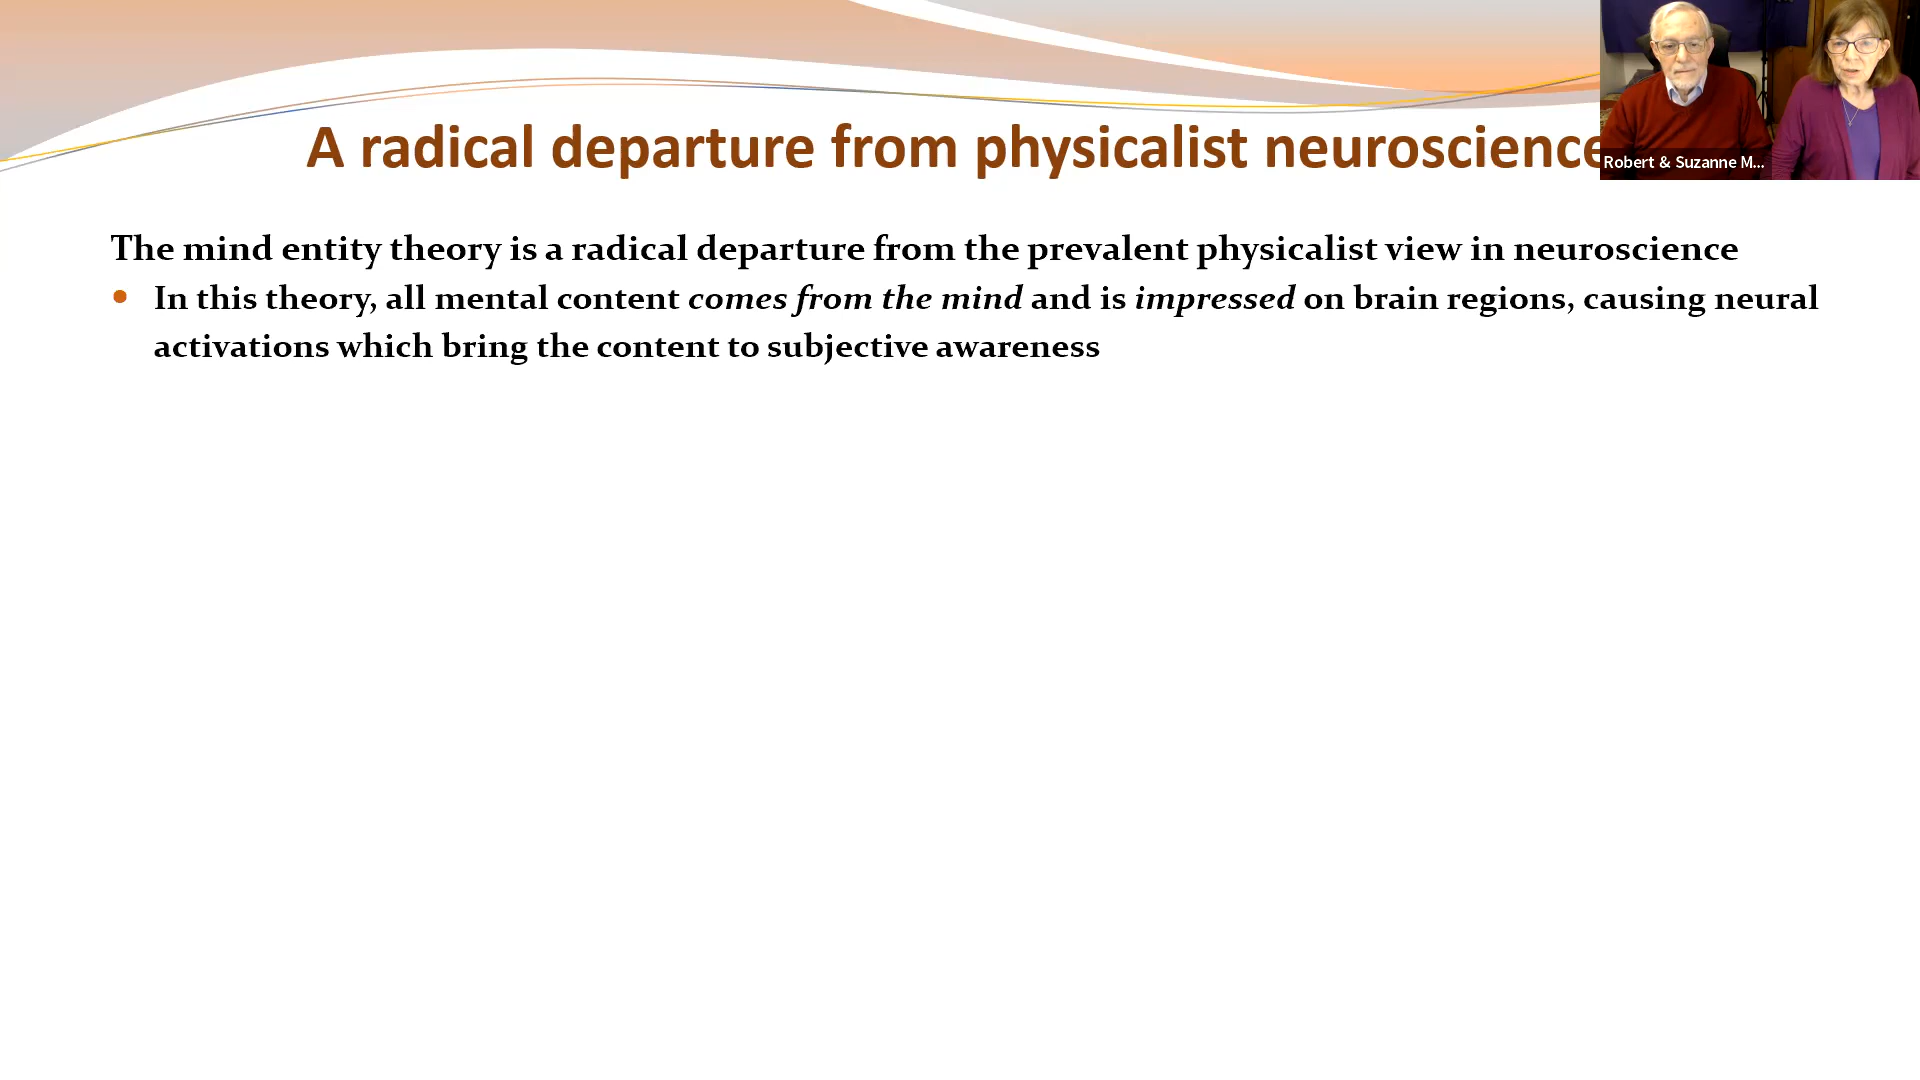 A radical departure from physicalist neuroscience
Robert & Suzanne M...
The mind entity theory is a radical departure from the prevalent physicalist view in neuroscience
• In this theory, all mental content comes from the mind and is impressed on brain regions, causing neural
activations which bring the content to subjective awareness